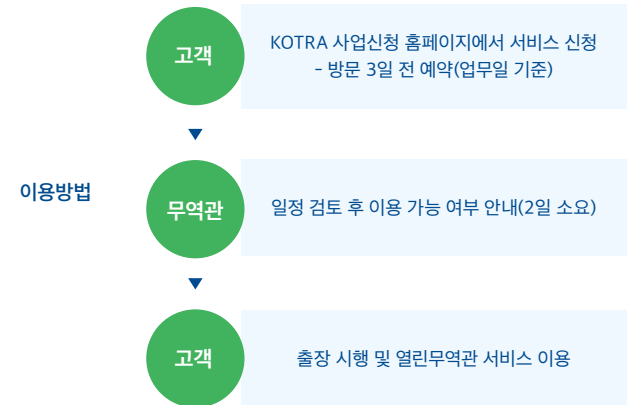 고객
KOTRA 사업신청 홈페이지에서 서비스 신청
- 방문 3일 전 예약(업무일 기준)
이용방법
무역관
일정 검토 후 이용 가능 여부 안내(2일 소요)
고객
출장 시행 및 열린무역관 서비스 이용